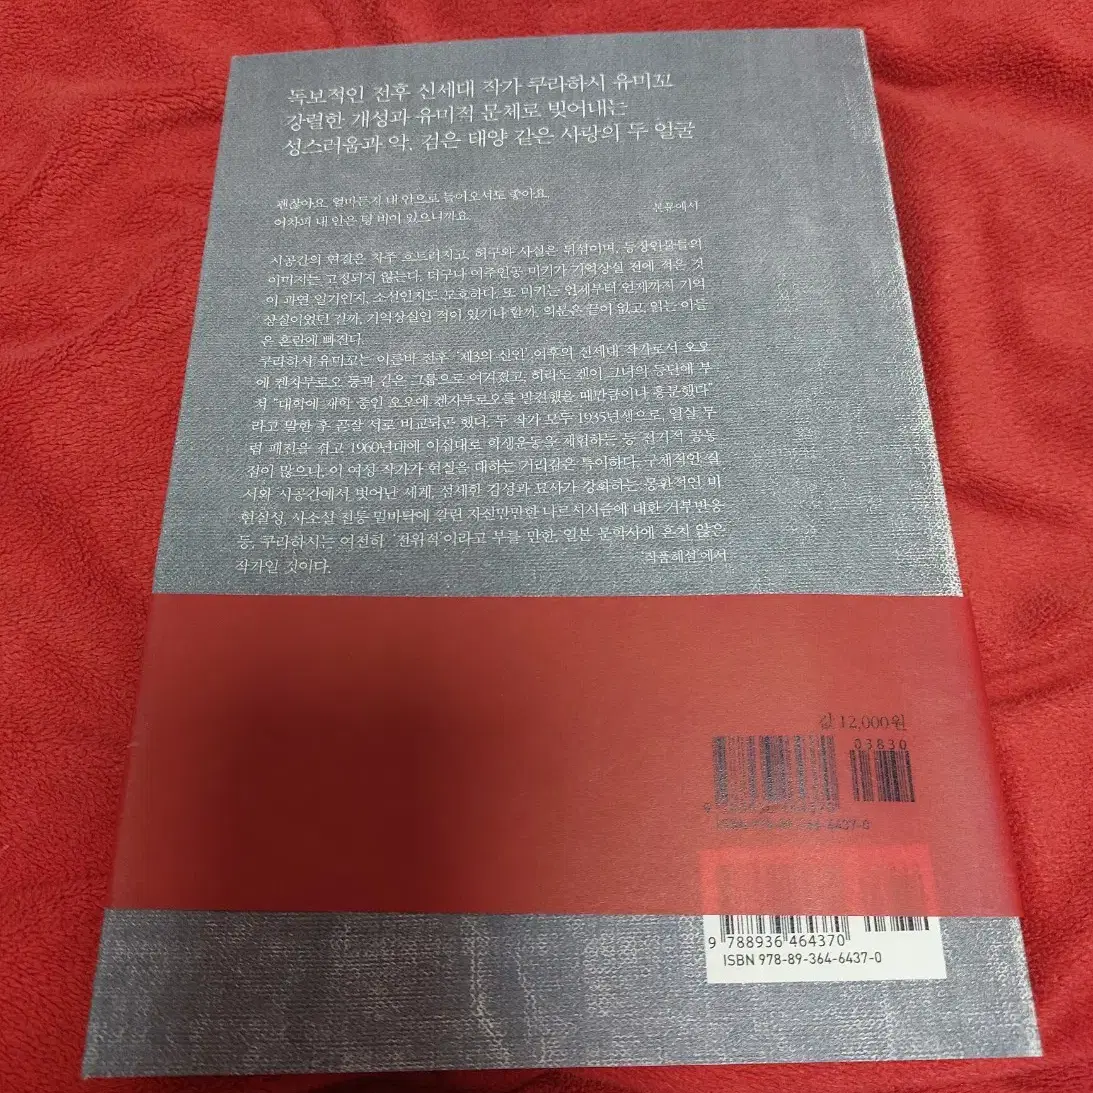 독보적인 전후 신세대 작가 쿠라하시 유미꼬
강렬한 개성과 유미적 문체로 빚어내는
성스러움과 악, 검은 태양 같은 사랑의 두 얼굴
괜찮아요. 얼마든지 내 안으로 들어오셔도 좋아요.
어차피 내 안은 텅 비어 있으니까요.
본문에서
시공간의 연결은 자주 흐트러지고, 허구와 사실은 뒤섞이며, 등장인물들의
이미지는 고정되지 않는다. 더구나 여주인공 미키가 기억상실 전에 적은 것
이 과연 일기인지, 소설인지도 모호하다. 또 미키는 언제부터 언제까지 기억
상실이었던 걸까, 기억상실인 적이 있기나 할까. 의문은 끝이 없고, 읽는 이들
은 혼란에 빠진다.
쿠라하시 유미꼬는 이른바 전후 '제3의 신인' 이후의 신세대 작가로서 오오
에 켄자부로오 등과 같은 그룹으로 여겨졌고, 히라노 켄이 그녀의 등단에 부
쳐 "대학에 재학 중인 오오에 켄자부로오를 발견했을 때만큼이나 흥분했다"
라고 말한 후 곧잘 서로 비교되곤 했다. 두 작가 모두 1935년생으로, 열살 무
렵 패전을 겪고 1960년대에 이십대로 학생운동을 체험하는 등 전기적 공통
점이 많으나, 이 여성 작가가 현실을 대하는 거리감은 특이하다. 구체적인 질
서와 시공간에서 벗어난 세계, 섬세한 감성과 묘사가 강화하는 몽환적인 비
현실성, 사소설 전통 밑바닥에 깔린 자신만만한 나르시시즘에 대한 거부반응
등, 쿠라하시는 여전히 '전위적'이라고 부를 만한, 일본 문학사에 흔치 않은
작가일 것이다.
'작품해설'에서
값 12,000원
03830
ISBN 978-89-364-6437-0
9 788936 464370
ISBN 978-89-364-6437-0